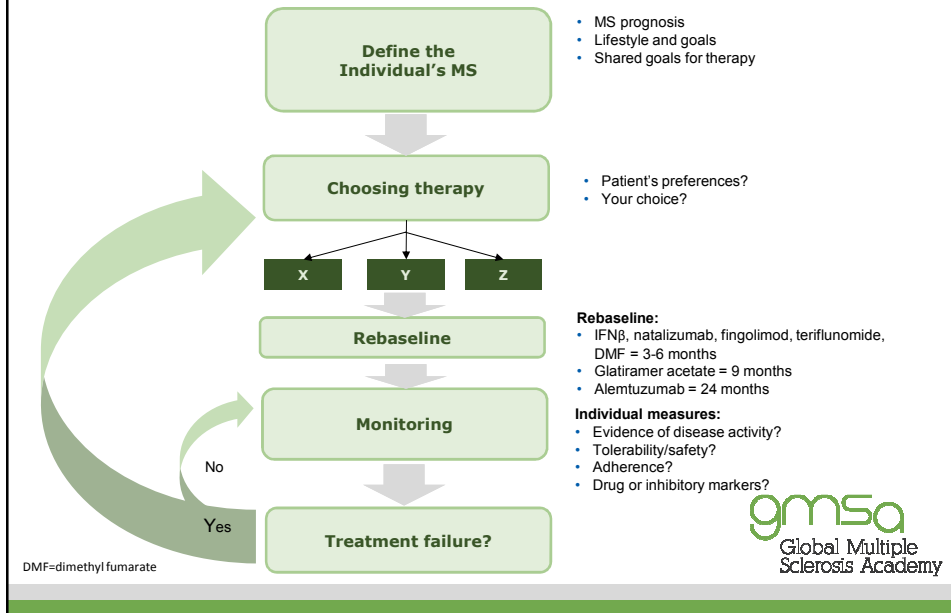 Define the
Individual's MS
• MS prognosis
• Lifestyle and goals
• Shared goals for therapy
Choosing therapy
• Patient's preferences?
• Your choice?
X
Y
Z
Rebaseline
Rebaseline:
• IFNβ, natalizumab, fingolimod, teriflunomide,
DMF = 3-6 months
• Glatiramer acetate = 9 months
• Alemtuzumab = 24 months
Monitoring
Individual measures:
• Evidence of disease activity?
• Tolerability/safety?
• Adherence?
• Drug or inhibitory markers?
No
Yes
Treatment failure?
DMF=dimethyl fumarate
gmsa
Global Multiple
Sclerosis Academy